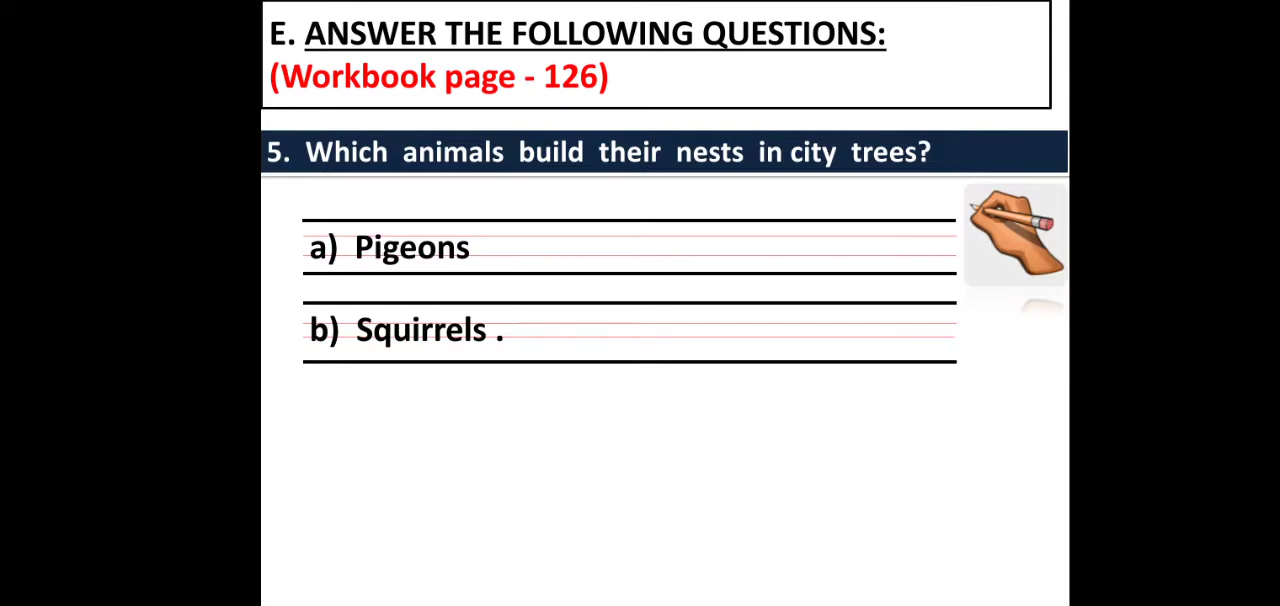 E. ANSWER THE FOLLOWING QUESTIONS:
(Workbook page - 126)
5. Which animals build their nests in city trees?
a) Pigeons
b) Squirrels .